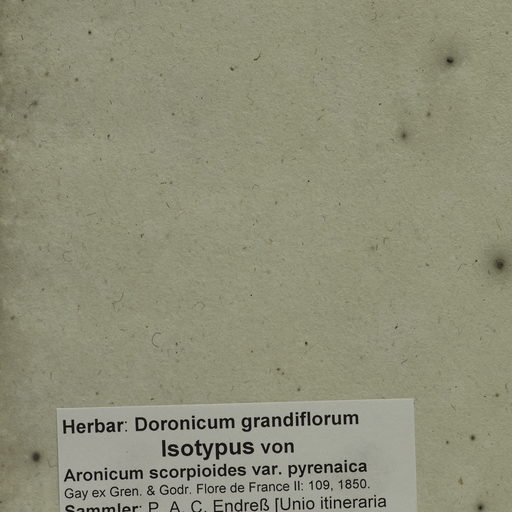 Herbar: Doronicum grandiflorum
Isotypus von
Aronicum scorpioides var. pyrenaica
Gay ex Gren. & Godr. Flore de France II: 109, 1850.
Sammler: P. A. C. Endreß [Unio itineraria